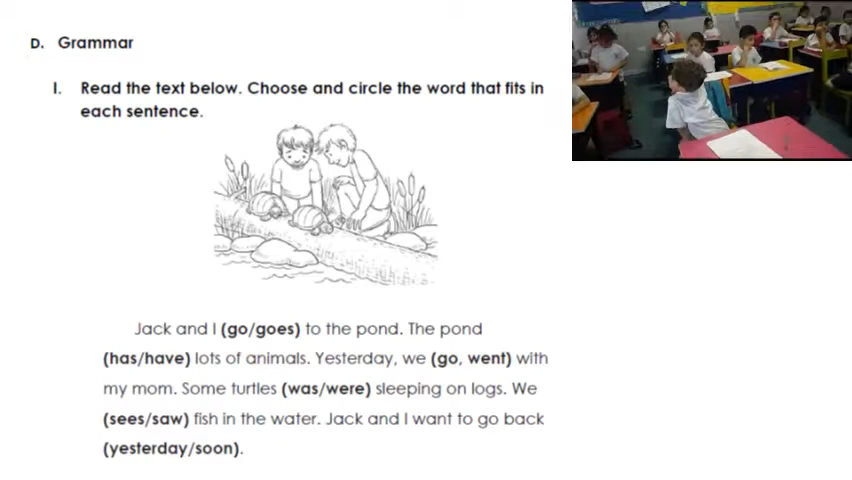 D. Grammar
I. Read the text below. Choose and circle the word that fits in
each sentence.
Jack and I (go/goes) to the pond. The pond
(has/have) lots of animals. Yesterday, we (go, went) with
my mom. Some turtles (was/were) sleeping on logs. We
(sees/saw) fish in the water. Jack and I want to go back
(yesterday/soon).